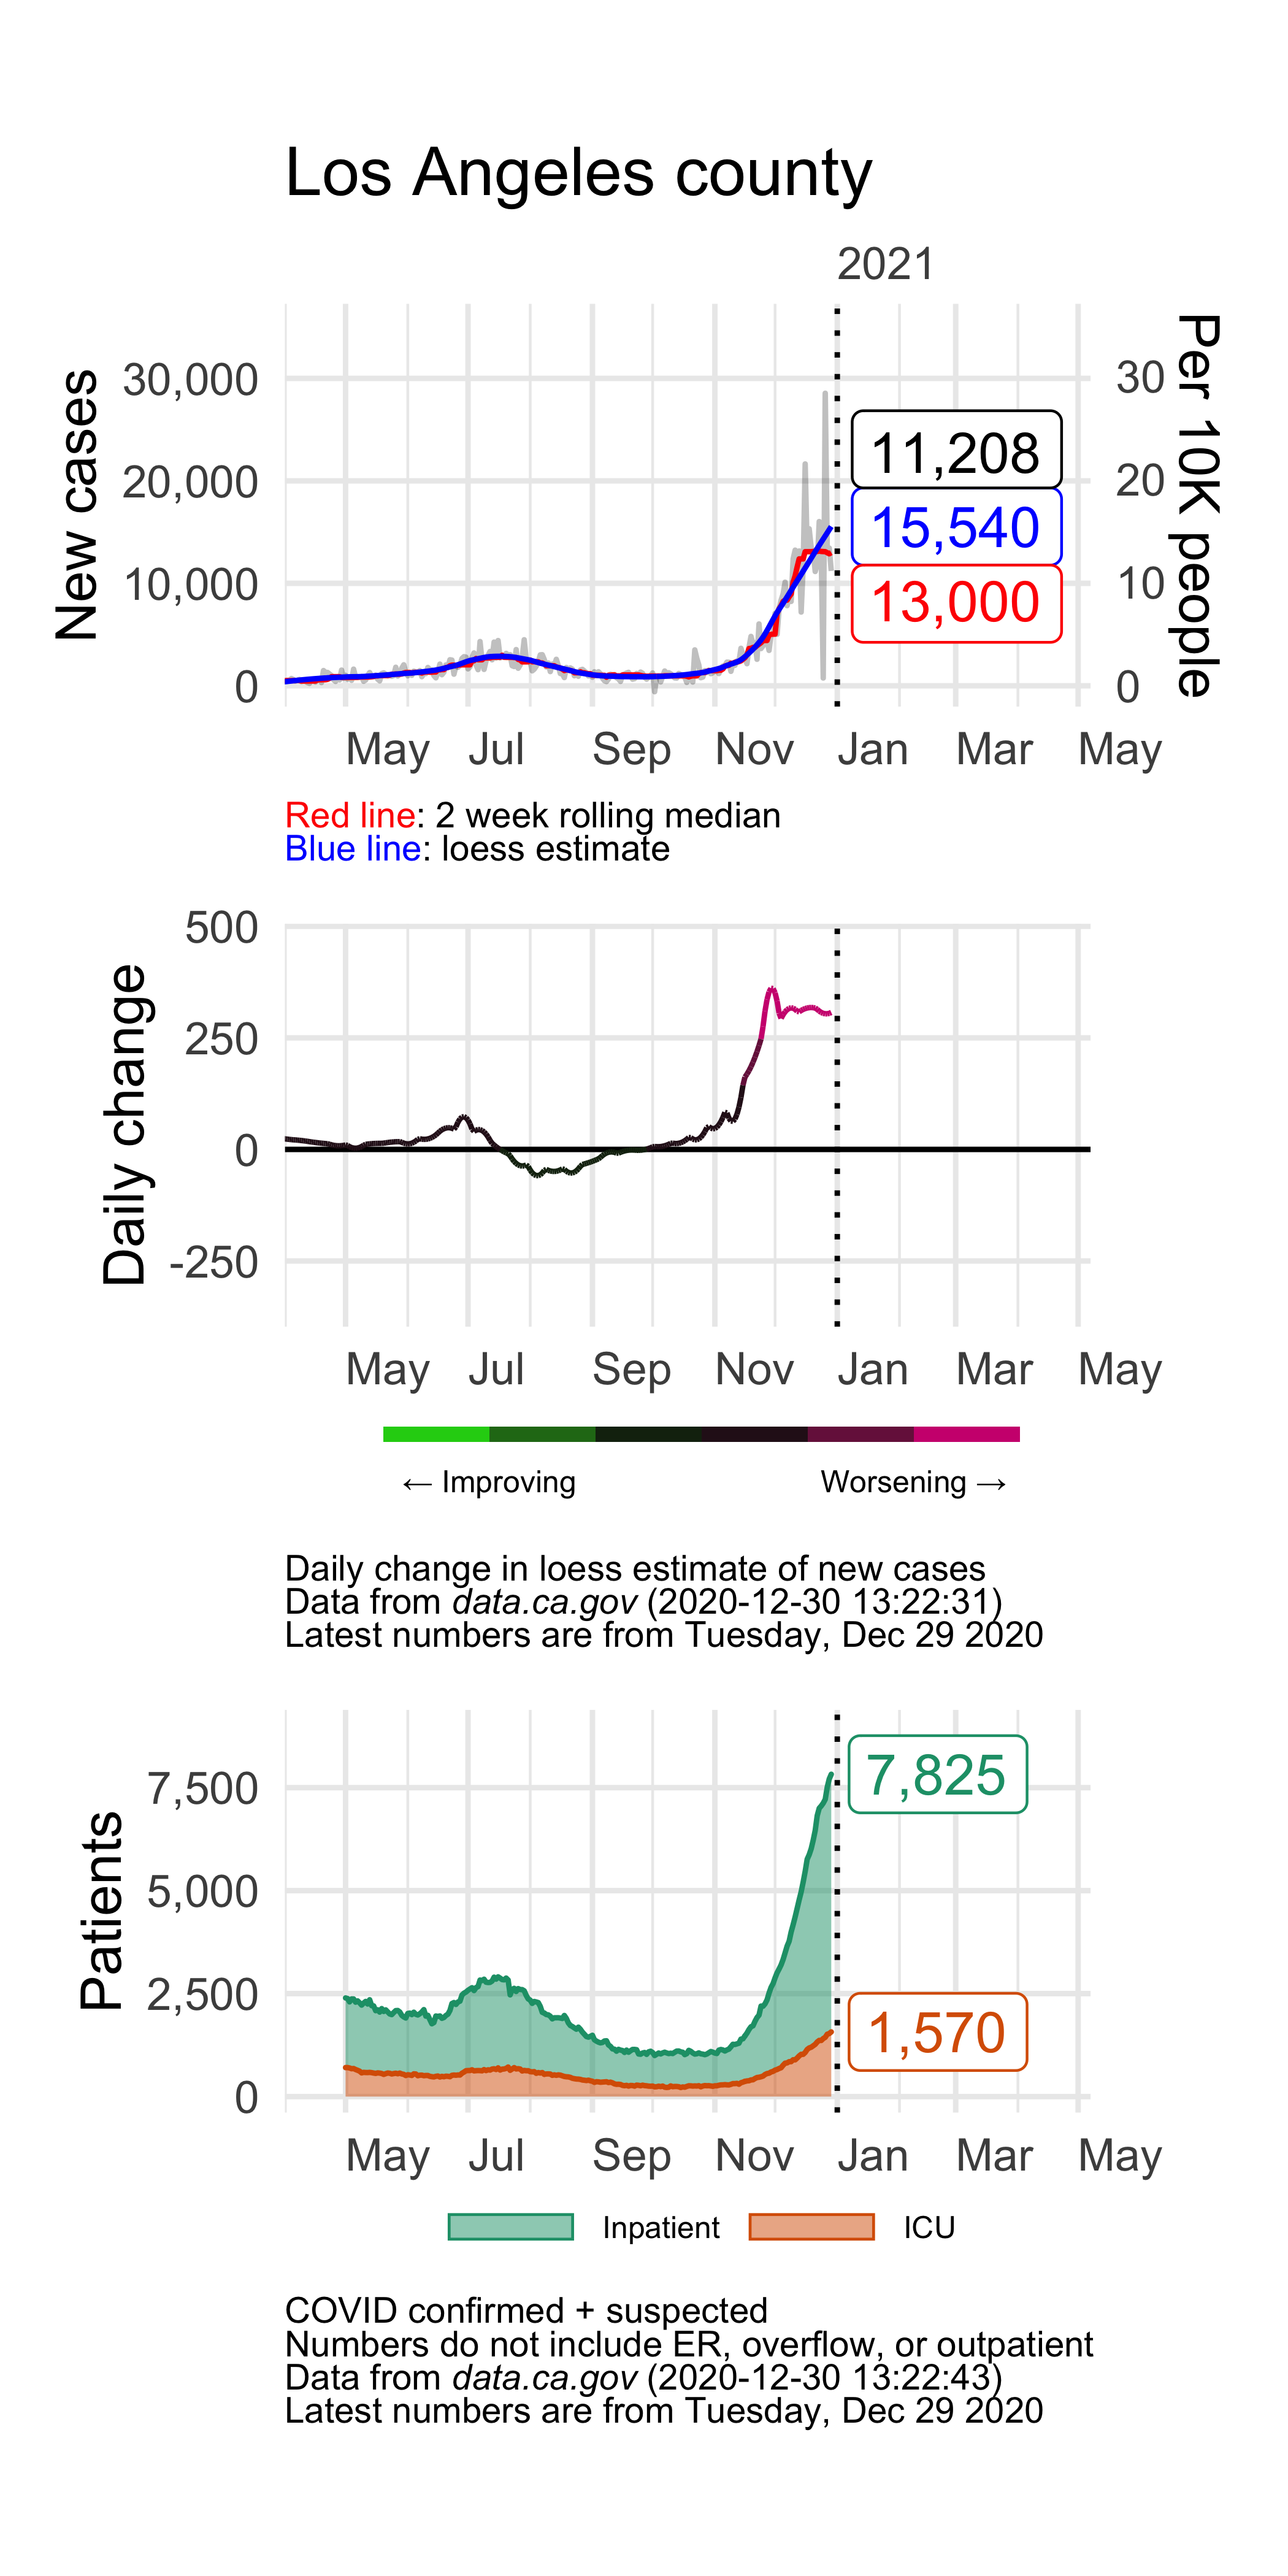 Los Angeles county
2021
New cases
30,000
20,000
10,000
0
30
20
10
0
Per 10K people
11,208
15,540
13,000
May Jul Sep Nov Jan Mar May
Red line: 2 week rolling median
Blue line: loess estimate
Daily change
500
250
0
-250
May Jul Sep Nov Jan Mar May
← Improving Worsening →
Daily change in loess estimate of new cases
Data from data.ca.gov (2020-12-30 13:22:31)
Latest numbers are from Tuesday, Dec 29 2020
Patients
7,500
5,000
2,500
0
7,825
1,570
May Jul Sep Nov Jan Mar May
Inpatient ICU
COVID confirmed + suspected
Numbers do not include ER, overflow, or outpatient
Data from data.ca.gov (2020-12-30 13:22:43)
Latest numbers are from Tuesday, Dec 29 2020